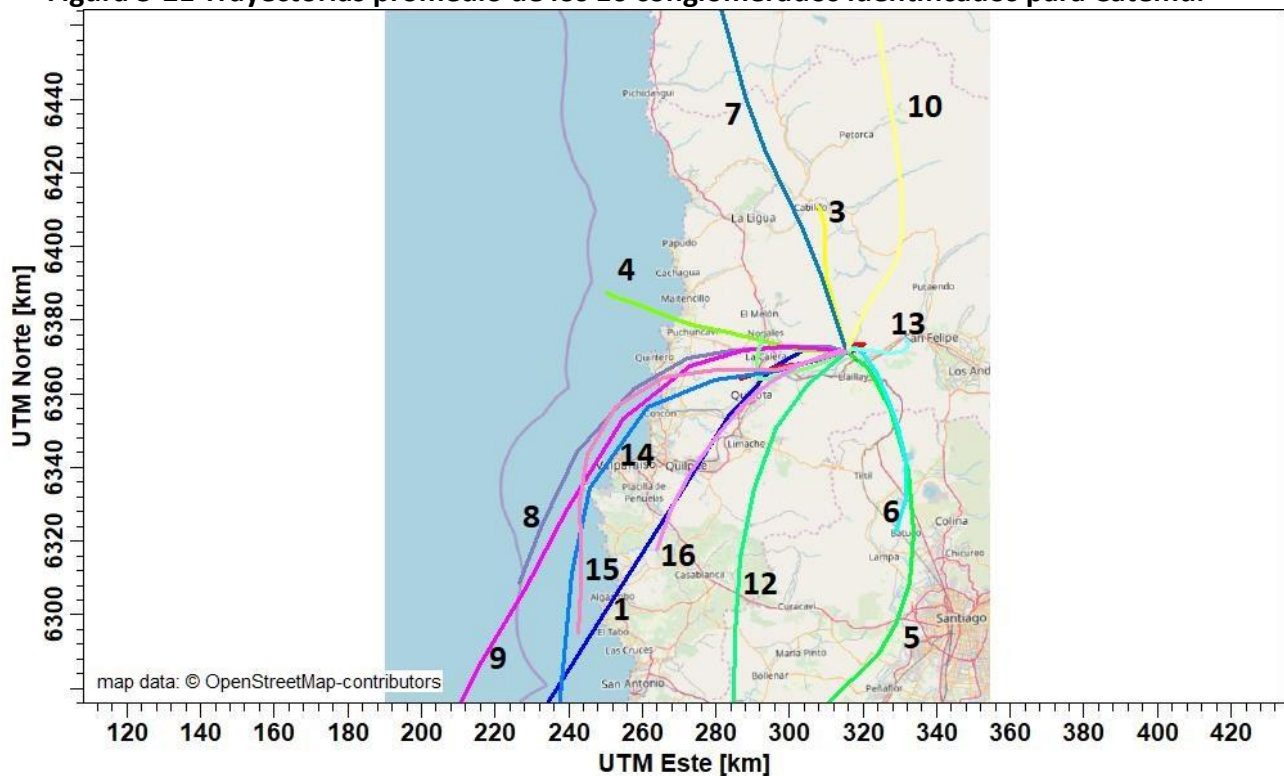 Figura 3-22 Trayectorias promedio de los 16 conglomerados identificados para Catemu.
Pichidangui
7
10
Petorca
Cabildo
3
La Ligua
Papudo
4
Cachagua
Putaendo
Maitencillo
El Melón
13
Puchuncaví
Nogales
San Felipe
Quintero
La Calera
Llaillay
Los And
Quillota
Concón
Limache
14
Valparaíso
Quilpué
Tiltil
Placilla de
Peñuelas
8
6
Colina
Batuco
16
Lampa
Chicureo
15
Casablanca
12
Algarrobo
1
Curacaví
Santiago
El Tabo
5
9
Las Cruces
María Pinto
San Antonio
Bollenar
Peñaflor
map data: © OpenStreetMap-contributors
UTM Norte [km]
6440
6420
6400
6380
6360
6340
6320
6300
120 140 160 180 200 220 240 260 280 300 320 340 360 380 400 420
UTM Este [km]